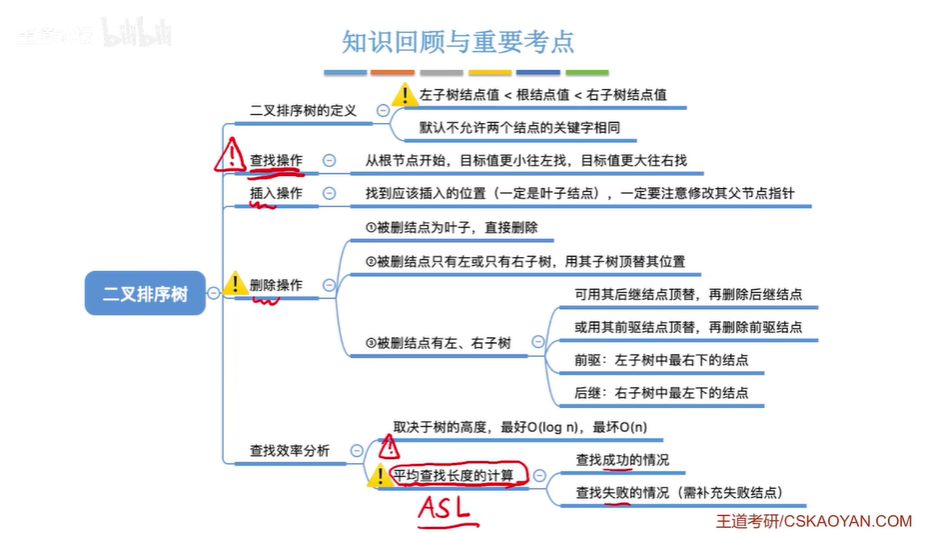 知识回顾与重要考点
左子树结点值 < 根结点值 < 右子树结点值
二叉排序树的定义
默认不允许两个结点的关键字相同
查找操作
从根节点开始，目标值更小往左找，目标值更大往右找
插入操作
找到应该插入的位置（一定是叶子结点），一定要注意修改其父节点指针
①被删结点为叶子，直接删除
②被删结点只有左或只有右子树，用其子树顶替其位置
二叉排序树
删除操作
可用其后继结点顶替，再删除后继结点
或用其前驱结点顶替，再删除前驱结点
③被删结点有左、右子树
前驱：左子树中最右下的结点
后继：右子树中最左下的结点
取决于树的高度，最好O(log n)，最坏O(n)
查找效率分析
平均查找长度的计算
查找成功的情况
查找失败的情况（需补充失败结点）
ASL
王道考研/CSKAOYAN.COM
bilibili